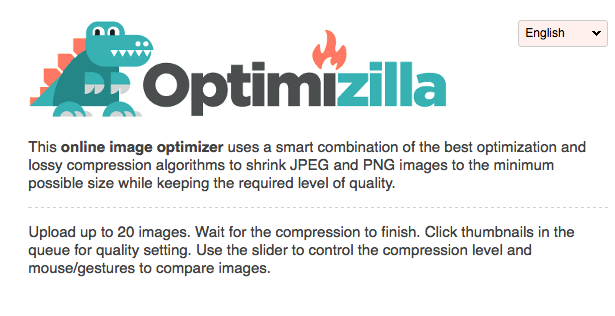 English
Optimizilla
This online image optimizer uses a smart combination of the best optimization and
lossy compression algorithms to shrink JPEG and PNG images to the minimum
possible size while keeping the required level of quality.
Upload up to 20 images. Wait for the compression to finish. Click thumbnails in the
queue for quality setting. Use the slider to control the compression level and
mouse/gestures to compare images.